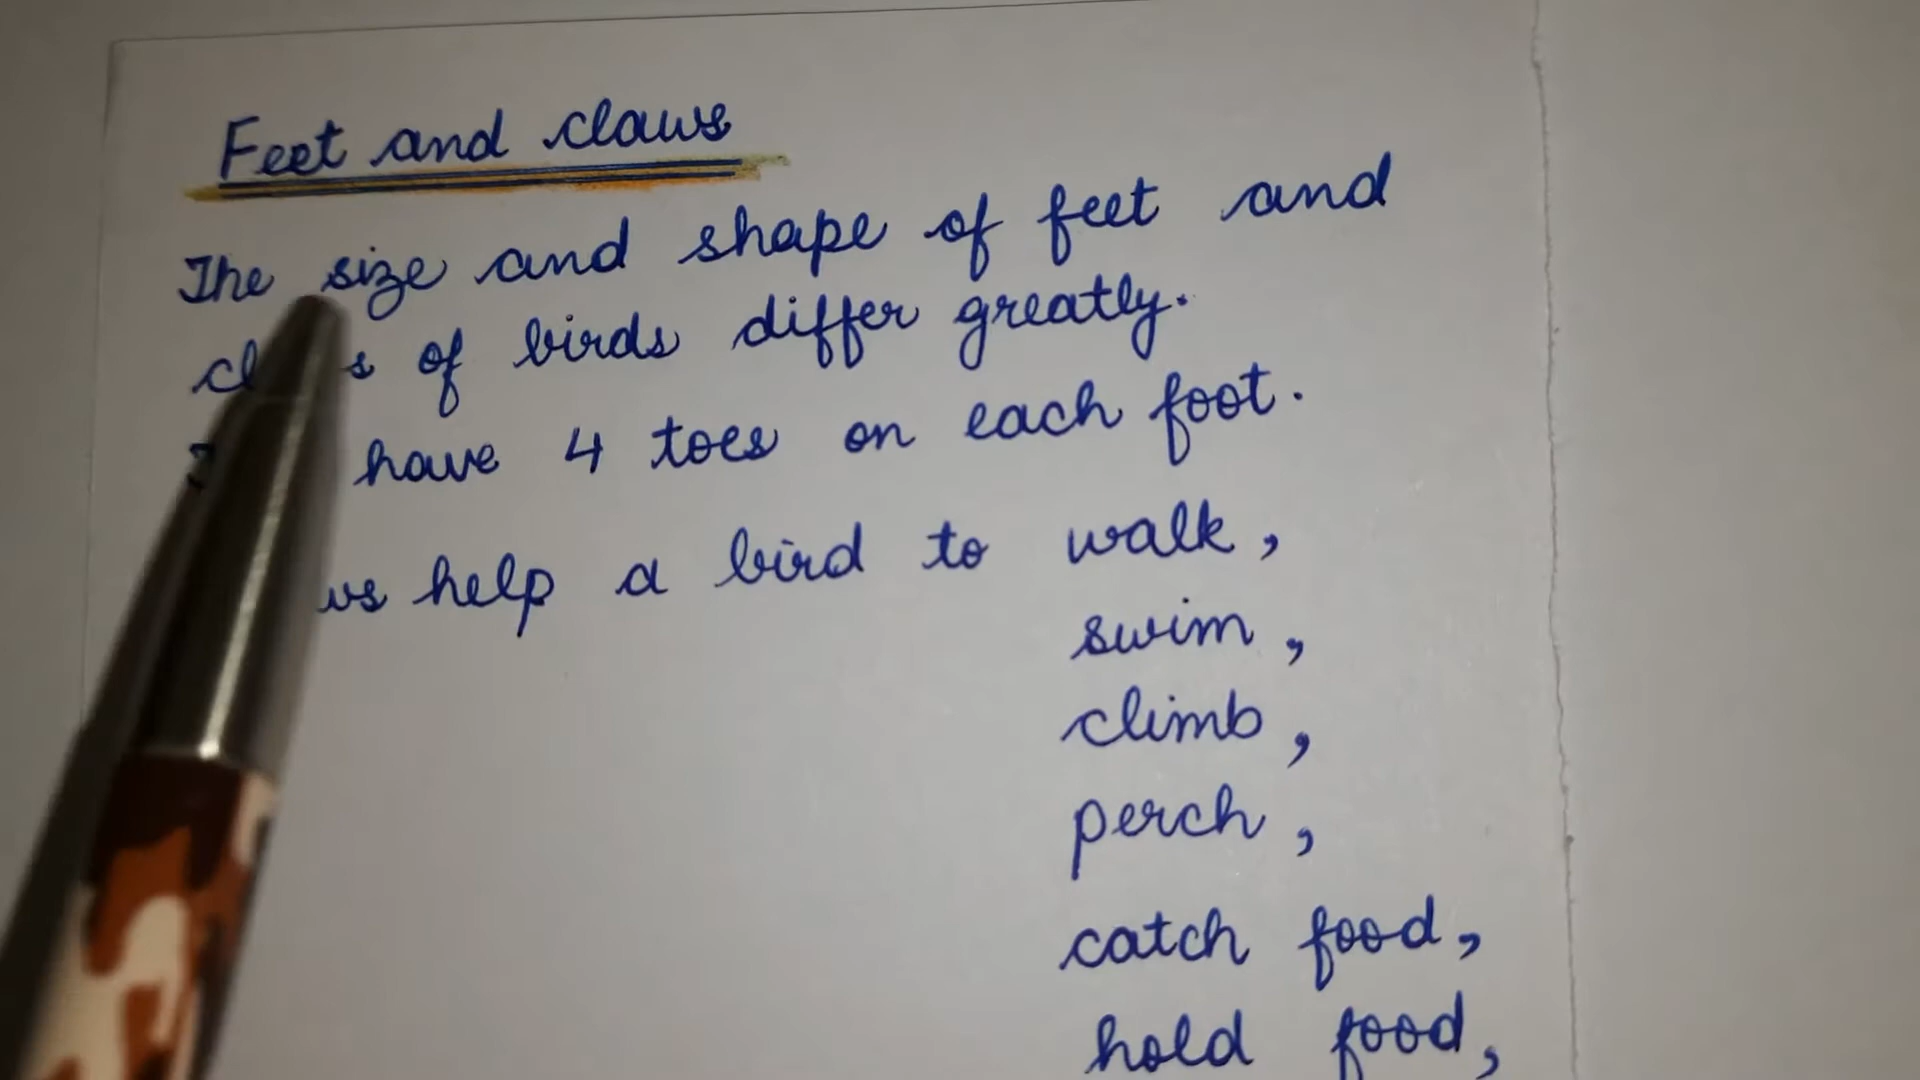 Feet and claws
The size and shape of feet and
of birds differ greatly.
have 4 toes on each foot.
help a bird to walk,
swim,
climb,
perch,
catch food,
hold food,